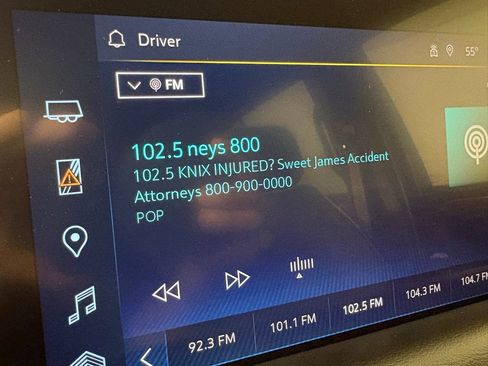 Driver
55°
FM
102.5 neys 800
102.5 KNIX INJURED? Sweet James Accident
Attorneys 800-900-0000
POP
92.3 FM
101.1 FM
102.5 FM
104.3 FM
104.7 FM